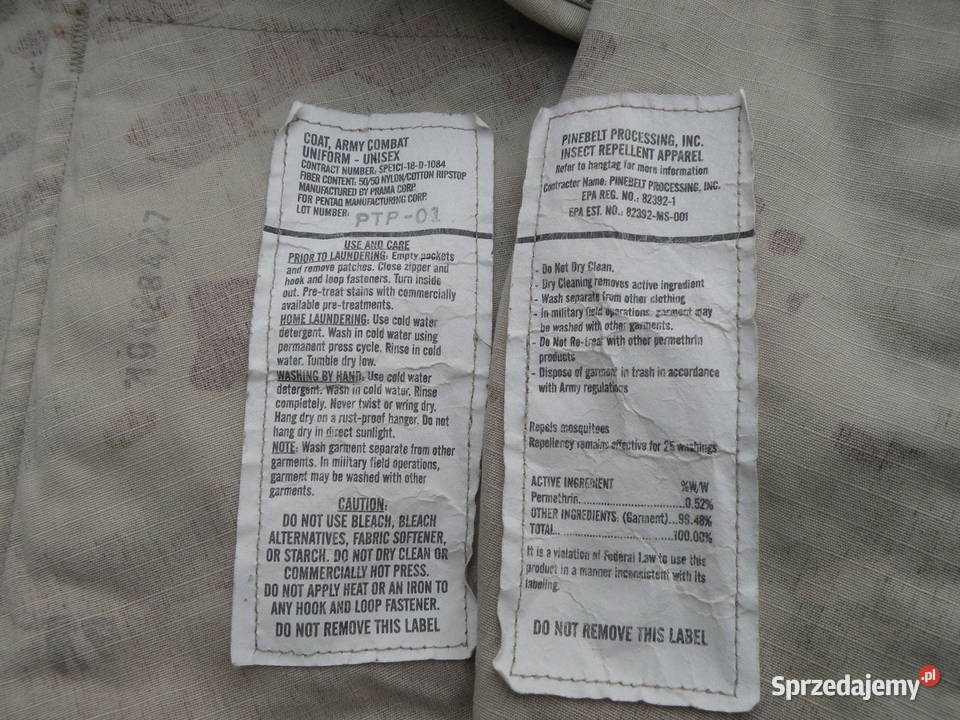 COAT, ARMY COMBAT
UNIFORM - UNISEX
CONTRACT NUMBER: SPE1C1-18-D-1084
FIBER CONTENT: 50/50 NYLON/COTTON RIPSTOP
MANUFACTURED BY PRAMA CORP.
FOR PENTAQ MANUFACTURING CORP.
LOT NUMBER: PTP-01
USE AND CARE
PRIOR TO LAUNDERING: Empty pockets
and remove patches. Close zipper and
hook and loop fasteners. Turn inside
out. Pre-treat stains with commercially
available pre-treatments.
HOME LAUNDERING: Use cold water
detergent. Wash in cold water using
permanent press cycle. Rinse in cold
water. Tumble dry low.
WASHING BY HAND: Use cold water
detergent. Wash in cold water. Rinse
completely. Never twist or wring dry.
Hang dry on a rust-proof hanger. Do not
hang dry in direct sunlight.
NOTE: Wash garment separate from other
garments. In military field operations,
garment may be washed with other
garments.
CAUTION:
DO NOT USE BLEACH, BLEACH
ALTERNATIVES, FABRIC SOFTENER,
OR STARCH. DO NOT DRY CLEAN OR
COMMERCIALLY HOT PRESS.
DO NOT APPLY HEAT OR AN IRON TO
ANY HOOK AND LOOP FASTENER.
DO NOT REMOVE THIS LABEL
PINEBELT PROCESSING, INC.
INSECT REPELLENT APPAREL
Refer to hangtag for more information
Contractor Name: PINEBELT PROCESSING, INC.
EPA REG. NO.: 82392-1
EPA EST. NO.: 82392-MS-001
- Do Not Dry Clean.
- Dry Cleaning removes active ingredient
- Wash separate from other clothing
- In military field operations, garment may
be washed with other garments.
- Do Not Re-treat with other permethrin
products
- Dispose of garment in trash in accordance
with Army regulations
Repels mosquitoes
Repellency remains effective for 25 washings
ACTIVE INGREDIENT %W/W
Permethrin...................0.52%
OTHER INGREDIENTS: (Garment)...99.48%
TOTAL.........................100.00%
It is a violation of Federal Law to use this
product in a manner inconsistent with its
labeling.
DO NOT REMOVE THIS LABEL
Sprzedajemy.pl